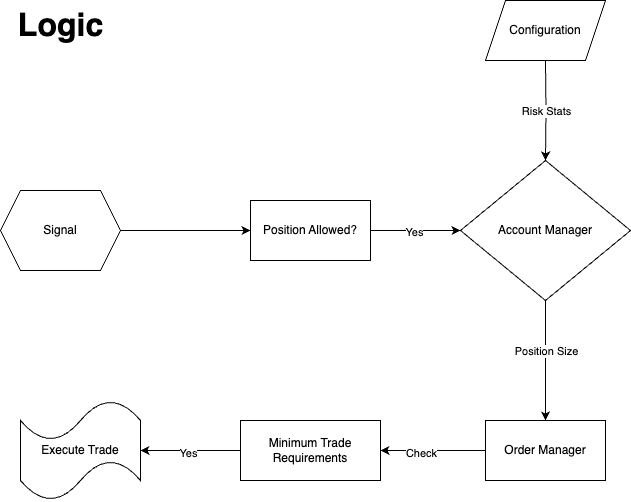 Logic
Configuration
Risk Stats
Signal
Position Allowed?
Yes
Account Manager
Position Size
Order Manager
Check
Minimum Trade
Requirements
Yes
Execute Trade